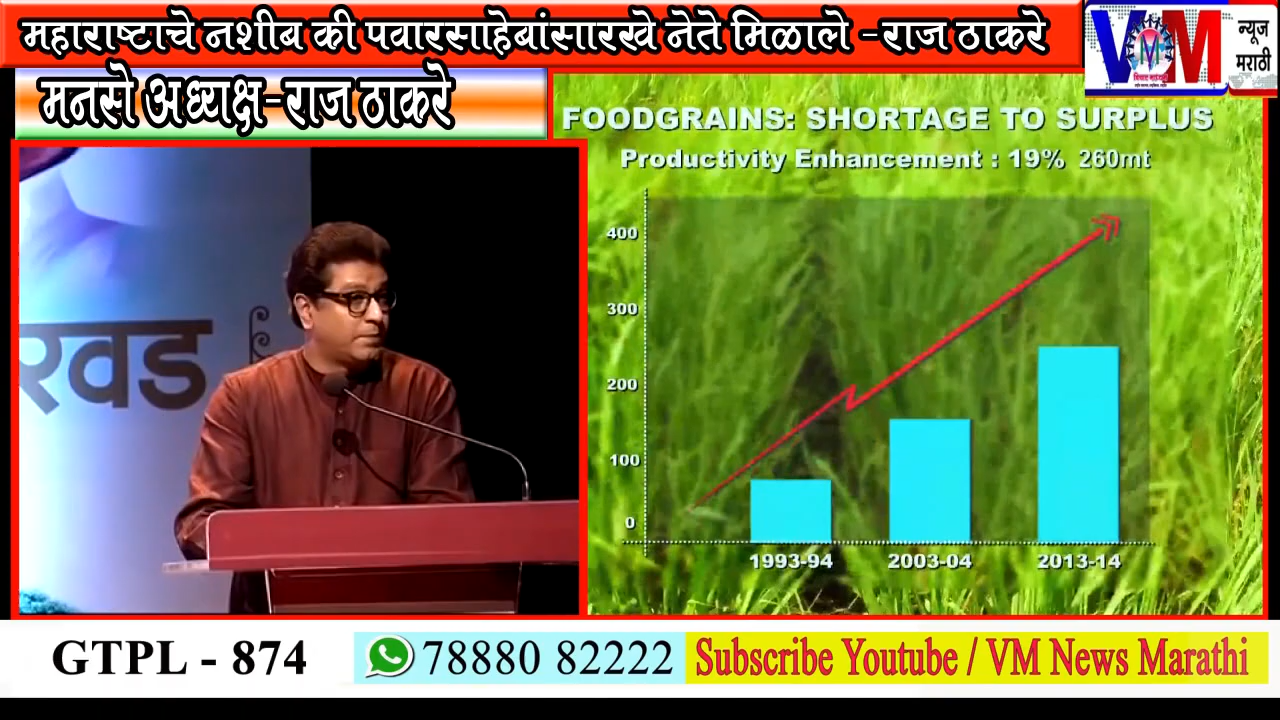 महाराष्टाचे नशीब की पवारसाहेबांसारखे नेते मिळाले -राज ठाकरे
VM
न्यूज
मराठी
मनसे अध्यक्ष-राज ठाकरे
FOODGRAINS: SHORTAGE TO SURPLUS
Productivity Enhancement : 19% 260mt
400
300
200
100
0
1993-94
2003-04
2013-14
रवड
GTPL - 874
78880 82222
Subscribe Youtube / VM News Marathi